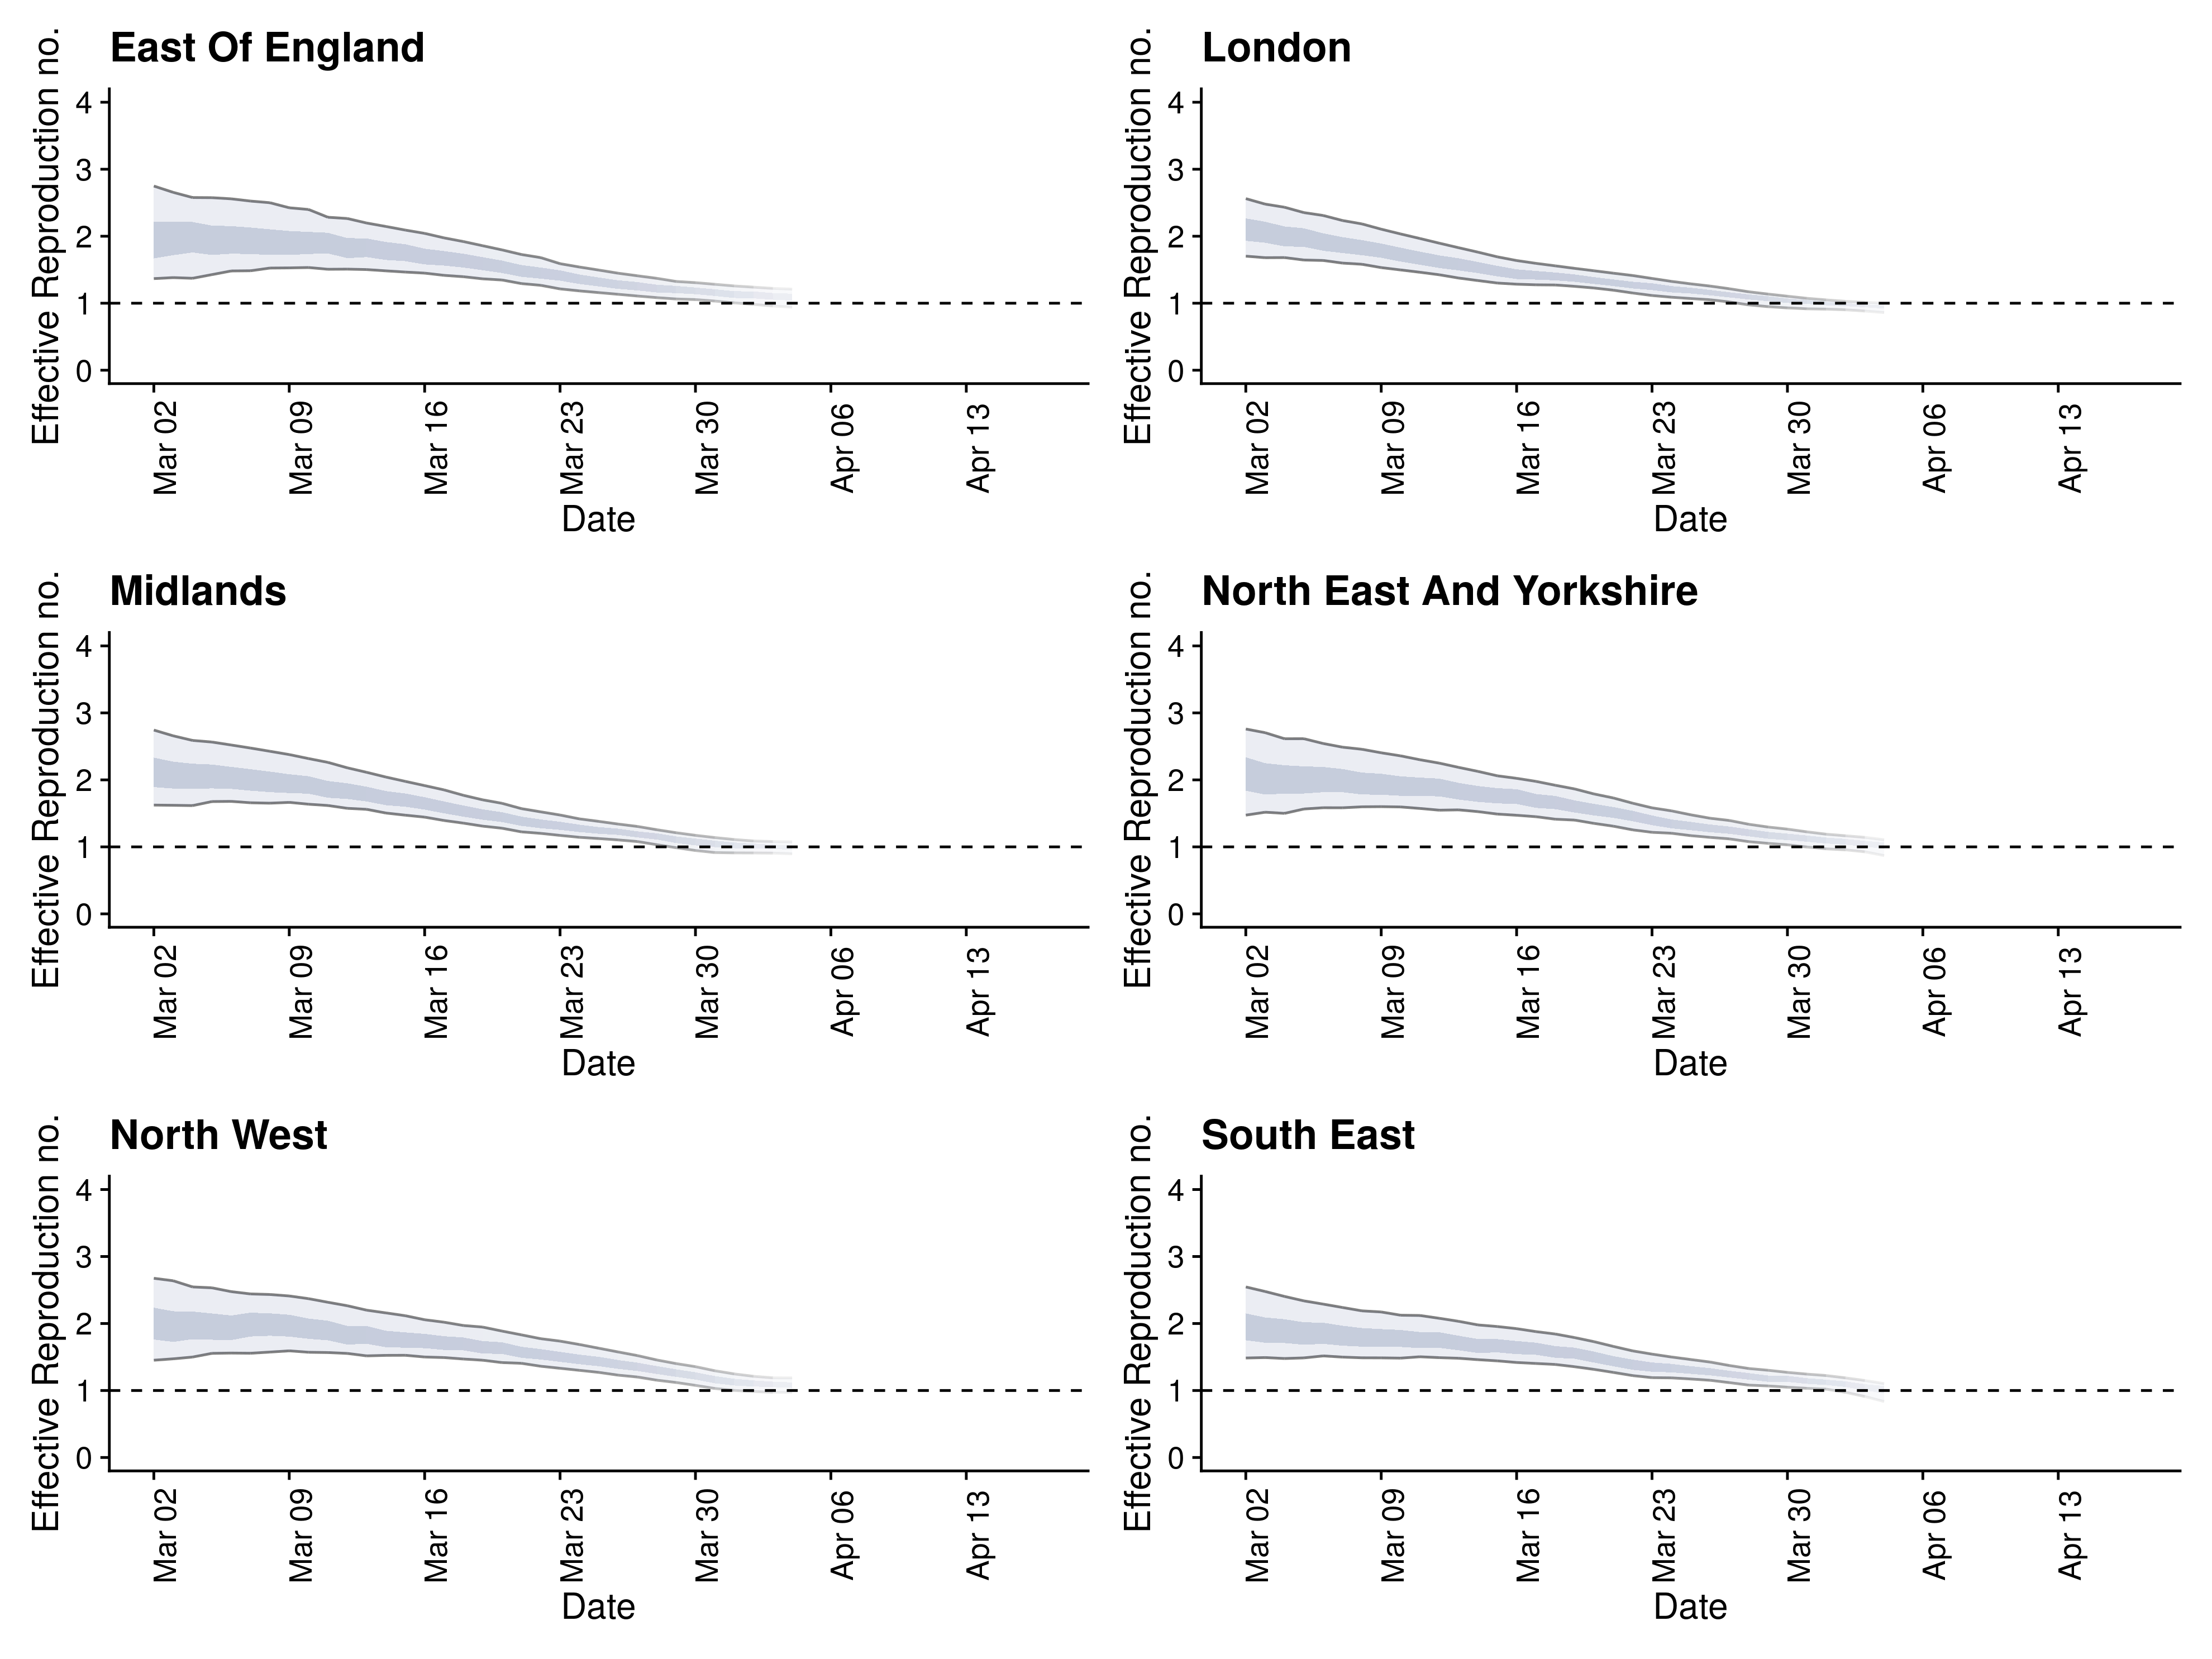 East Of England
Effective Reproduction no.
4
3
2
1
0
Mar 02
Mar 09
Mar 16
Mar 23
Mar 30
Apr 06
Apr 13
Date
London
Effective Reproduction no.
4
3
2
1
0
Mar 02
Mar 09
Mar 16
Mar 23
Mar 30
Apr 06
Apr 13
Date
Midlands
Effective Reproduction no.
4
3
2
1
0
Mar 02
Mar 09
Mar 16
Mar 23
Mar 30
Apr 06
Apr 13
Date
North East And Yorkshire
Effective Reproduction no.
4
3
2
1
0
Mar 02
Mar 09
Mar 16
Mar 23
Mar 30
Apr 06
Apr 13
Date
North West
Effective Reproduction no.
4
3
2
1
0
Mar 02
Mar 09
Mar 16
Mar 23
Mar 30
Apr 06
Apr 13
Date
South East
Effective Reproduction no.
4
3
2
1
0
Mar 02
Mar 09
Mar 16
Mar 23
Mar 30
Apr 06
Apr 13
Date